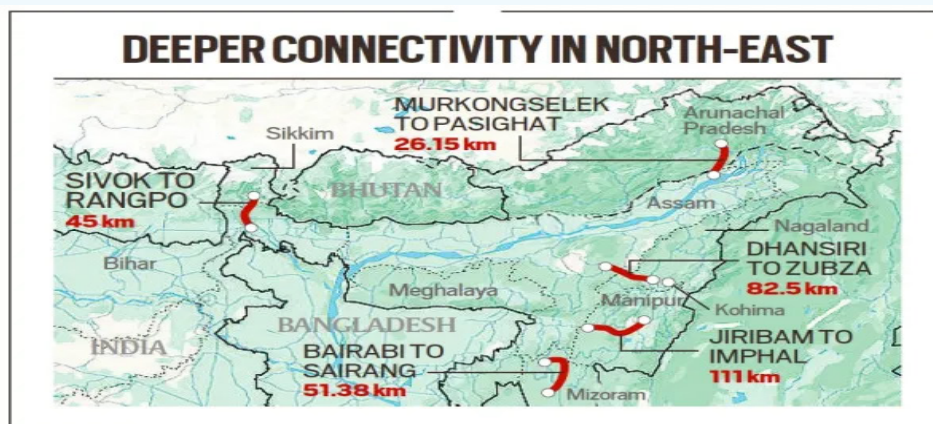 DEEPER CONNECTIVITY IN NORTH-EAST
MURKONGSELEK
TO PASIGHAT
26.15 km
Arunachal
Pradesh
Sikkim
SIVOK TO
RANGPO
45 km
BHUTAN
Assam
Nagaland
Bihar
Meghalaya
DHANSIRI
TO ZUBZA
82.5 km
Manipur
Kohima
INDIA
BANGLADESH
BAIRABI TO
SAIRANG
51.38 km
JIRIBAM TO
IMPHAL
111 km
Mizoram